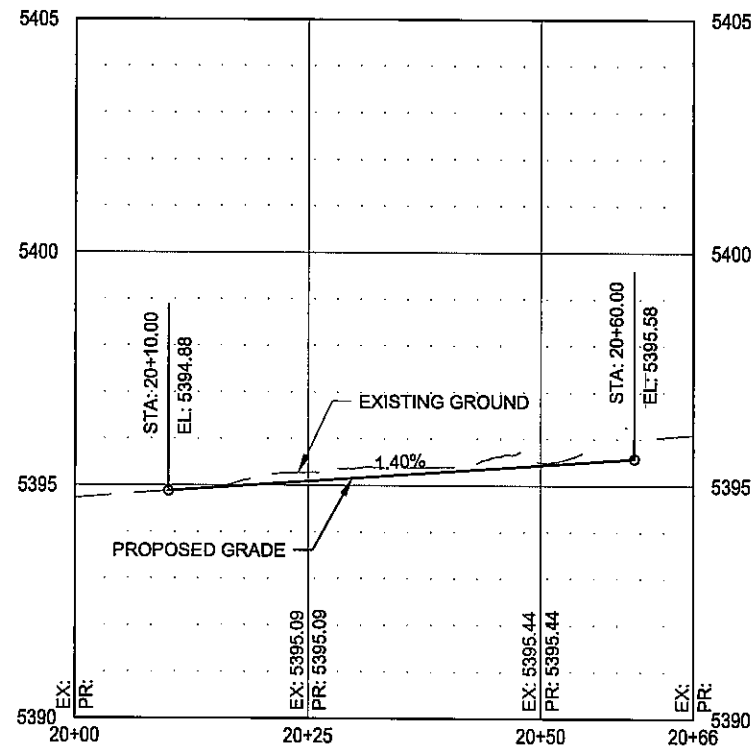 5405
5405
5400
5400
STA: 20+10.00
EL: 5394.88
STA: 20+60.00
EL: 5395.58
EXISTING GROUND
1.40%
5395
5395
PROPOSED GRADE
EX:
PR:
EX: 5395.09
PR: 5395.09
EX: 5395.44
PR: 5395.44
EX:
PR:
5390
5390
20+00
20+25
20+50
20+66